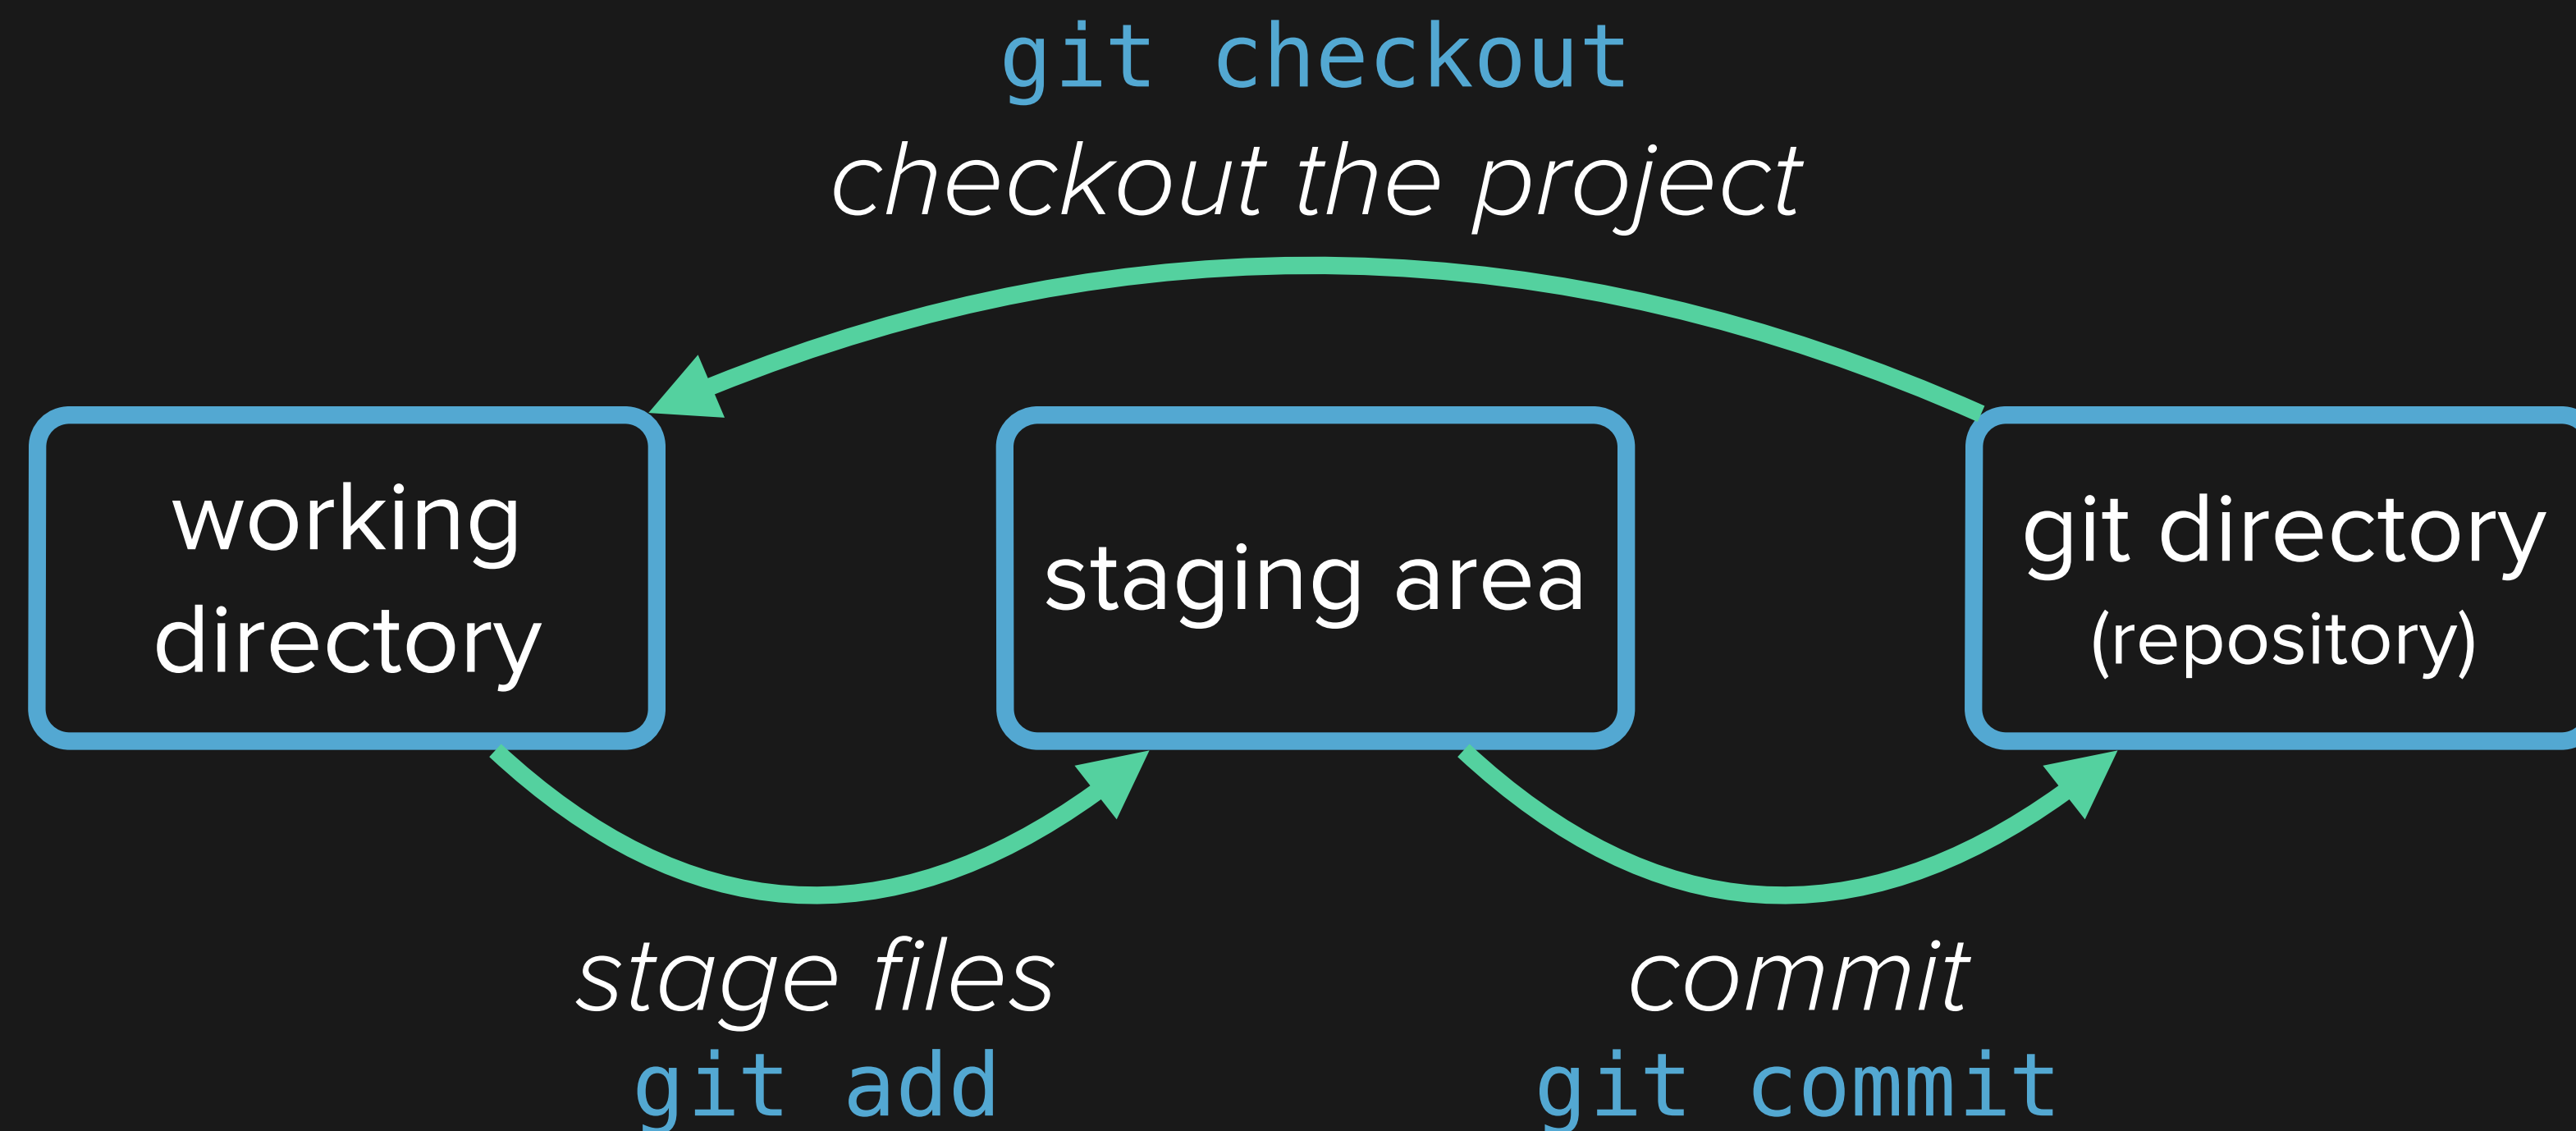 git checkout
checkout the project
working
directory
staging area
git directory
(repository)
stage files
git add
commit
git commit